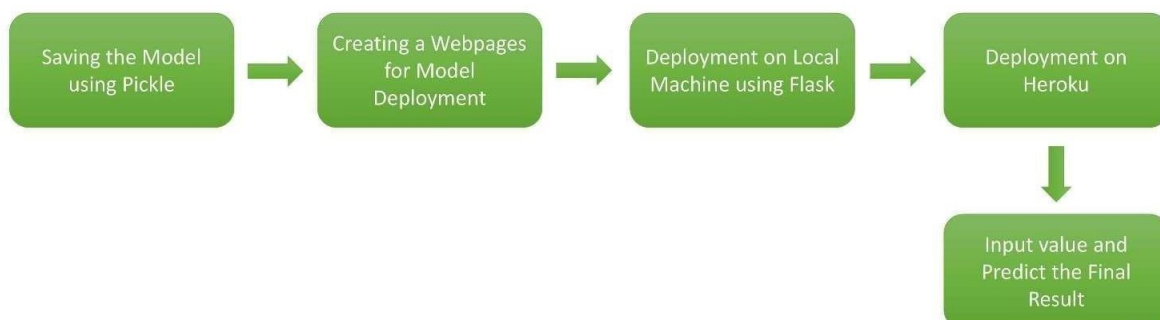 Saving the Model
using Pickle
Creating a Webpages
for Model
Deployment
Deployment on Local
Machine using Flask
Deployment on
Heroku
Input value and
Predict the Final
Result